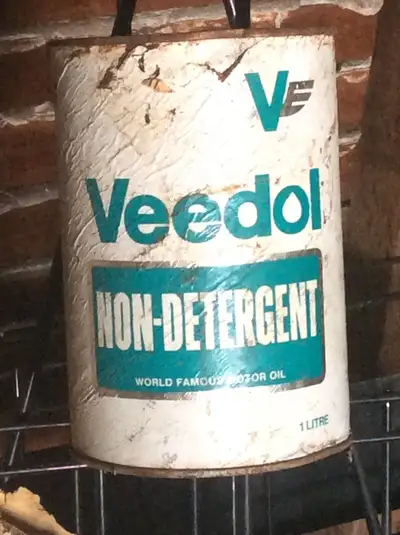 VE
Veedol
NON-DETERGENT
WORLD FAMOUS MOTOR OIL
1 LITRE